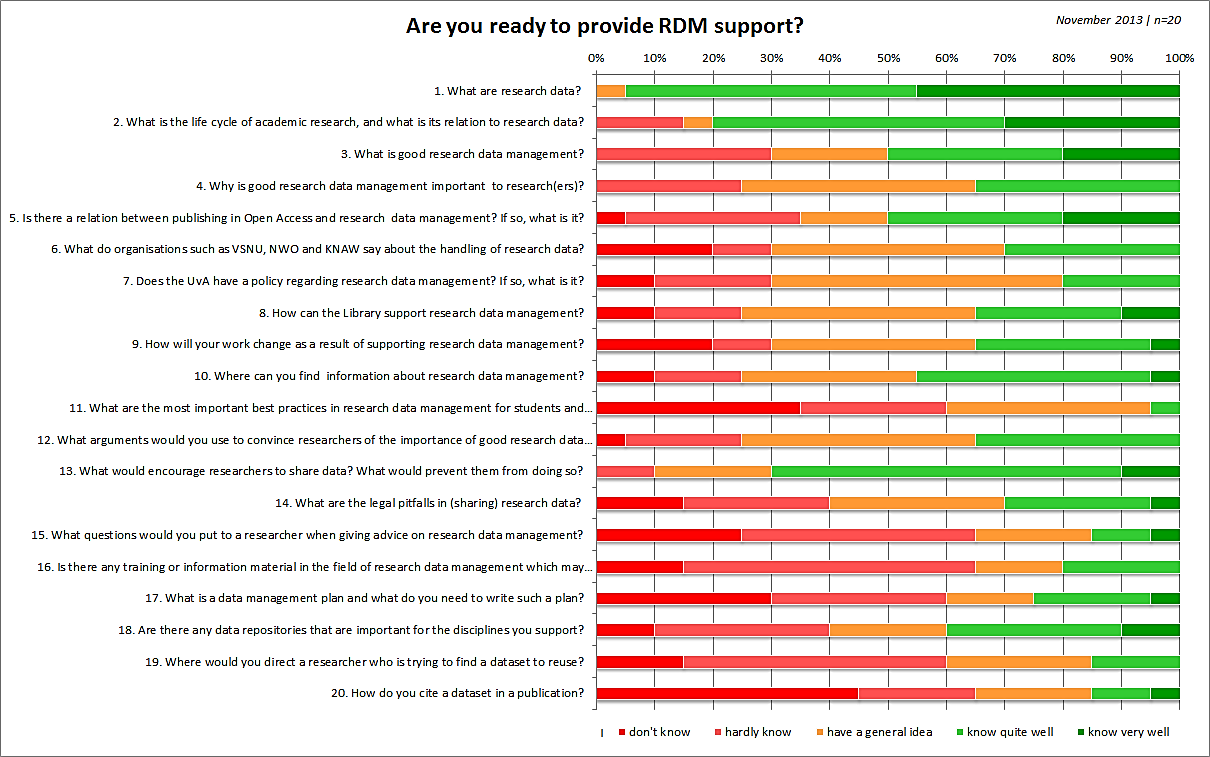 Are you ready to provide RDM support?
November 2013 | n=20
0% 10% 20% 30% 40% 50% 60% 70% 80% 90% 100%
1. What are research data?
2. What is the life cycle of academic research, and what is its relation to research data?
3. What is good research data management?
4. Why is good research data management important to research(ers)?
5. Is there a relation between publishing in Open Access and research data management? If so, what is it?
6. What do organisations such as VSNU, NWO and KNAW say about the handling of research data?
7. Does the UvA have a policy regarding research data management? If so, what is it?
8. How can the Library support research data management?
9. How will your work change as a result of supporting research data management?
10. Where can you find information about research data management?
11. What are the most important best practices in research data management for students and...
12. What arguments would you use to convince researchers of the importance of good research data...
13. What would encourage researchers to share data? What would prevent them from doing so?
14. What are the legal pitfalls in (sharing) research data?
15. What questions would you put to a researcher when giving advice on research data management?
16. Is there any training or information material in the field of research data management which may...
17. What is a data management plan and what do you need to write such a plan?
18. Are there any data repositories that are important for the disciplines you support?
19. Where would you direct a researcher who is trying to find a dataset to reuse?
20. How do you cite a dataset in a publication?
don't know hardly know have a general idea know quite well know very well